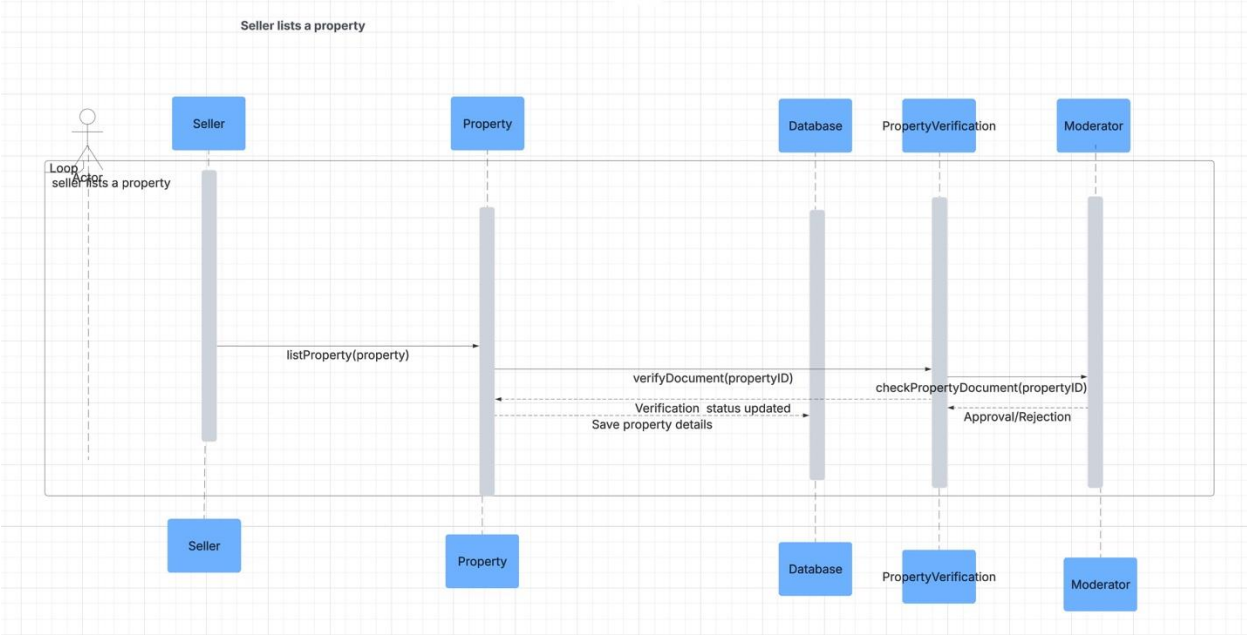 Seller lists a property
Seller
Property
Database
PropertyVerification
Moderator
Loop
Actor
seller lists a property
listProperty(property)
verifyDocument(propertyID)
checkPropertyDocument(propertyID)
Verification status updated
Approval/Rejection
Save property details
Seller
Property
Database
PropertyVerification
Moderator